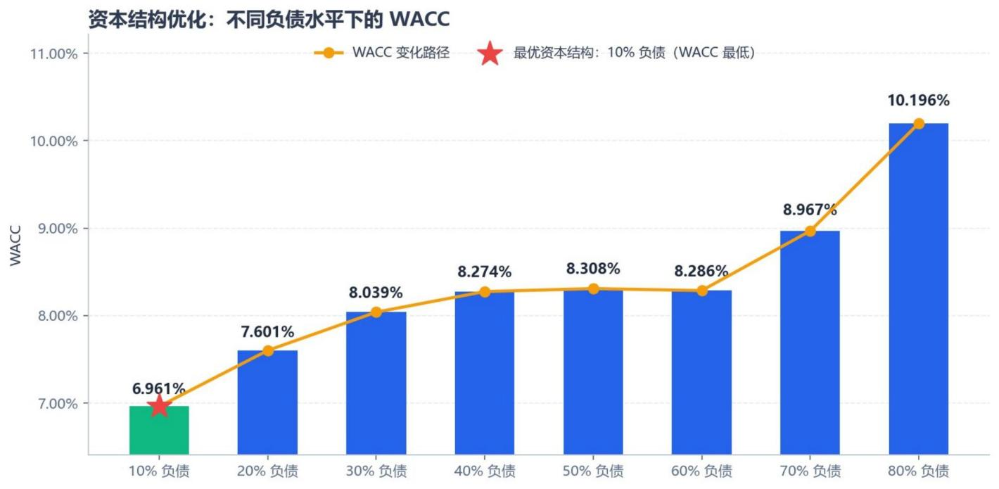 资本结构优化：不同负债水平下的 WACC
WACC 变化路径
最优资本结构：10% 负债（WACC 最低）
11.00%
10.00%
9.00%
8.00%
7.00%
WACC
6.961%
7.601%
8.039%
8.274%
8.308%
8.286%
8.967%
10.196%
10% 负债
20% 负债
30% 负债
40% 负债
50% 负债
60% 负债
70% 负债
80% 负债